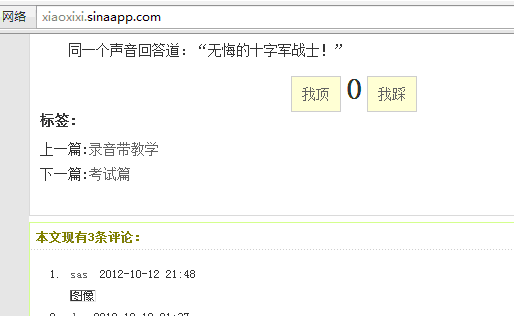 网络 xiaoxixi.sinaapp.com
同一个声音回答道：“无悔的十字军战士！”
我顶 0 我踩
标签：
上一篇:录音带教学
下一篇:考试篇
本文现有3条评论：
1. sas 2012-10-12 21:48
图像